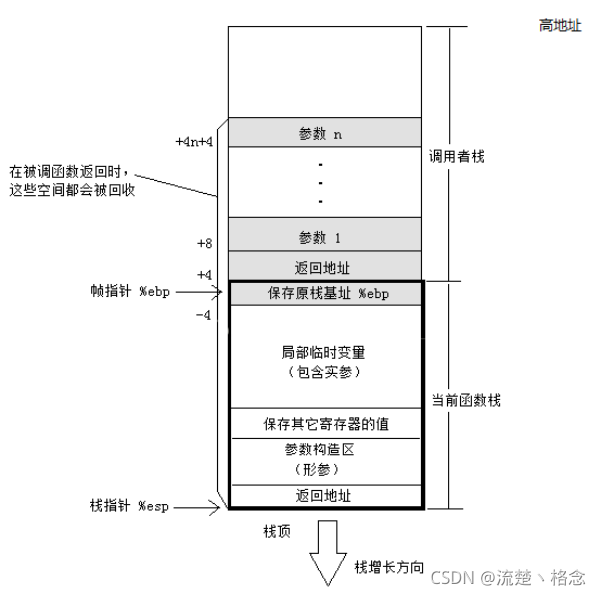 高地址
参数 n
+4n+4
调用者栈
在被调函数返回时，
这些空间都会被回收
参数 1
+8
返回地址
+4
帧指针 %ebp
保存原栈基址 %ebp
-4
局部临时变量
（包含实参）
当前函数栈
保存其它寄存器的值
参数构造区
（形参）
返回地址
栈指针 %esp
栈顶
栈增长方向
CSDN @流楚丶格念